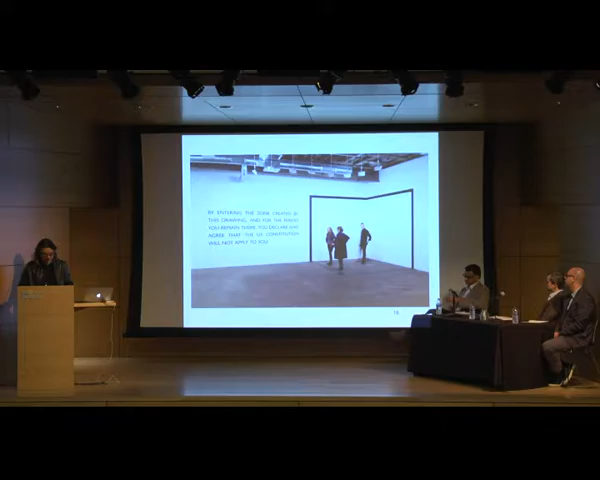 BY ENTERING THE ZONE CREATED BY
THIS DRAWING, AND FOR THE PERIOD
YOU REMAIN THERE, YOU DECLARE AND
AGREE THAT THE US CONSTITUTION
WILL NOT APPLY TO YOU